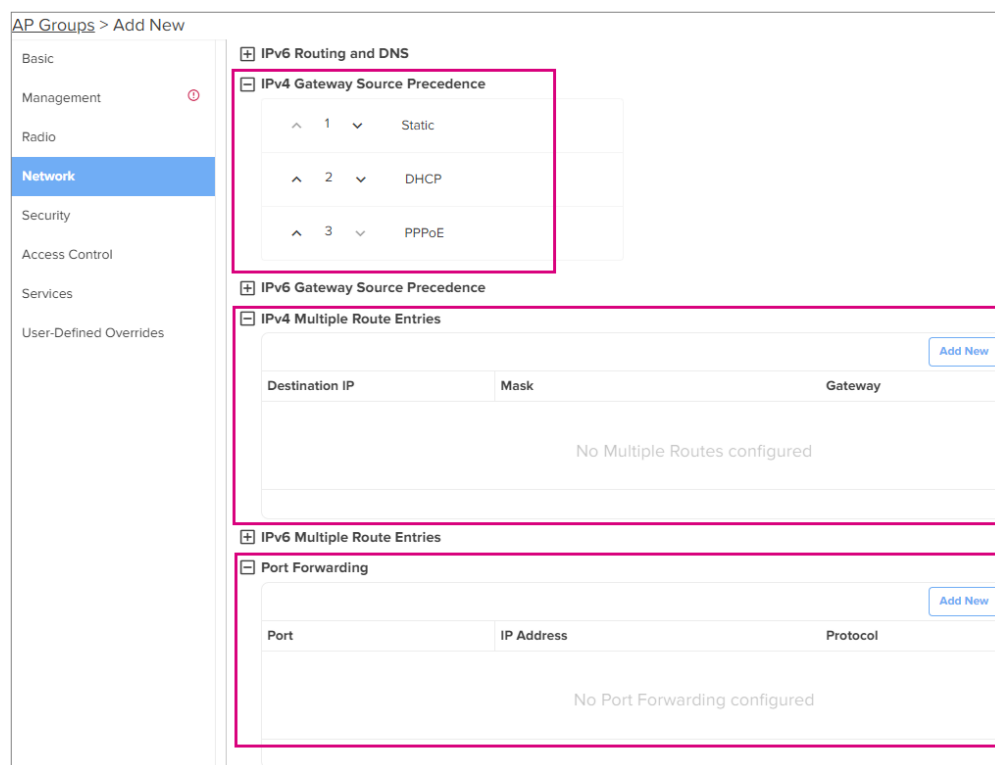 AP Groups > Add New
Basic
Management
Radio
Network
Security
Access Control
Services
User-Defined Overrides
IPv6 Routing and DNS
IPv4 Gateway Source Precedence
1 Static
2 DHCP
3 PPPoE
IPv6 Gateway Source Precedence
IPv4 Multiple Route Entries
Add New
Destination IP Mask Gateway
No Multiple Routes configured
IPv6 Multiple Route Entries
Port Forwarding
Add New
Port IP Address Protocol
No Port Forwarding configured